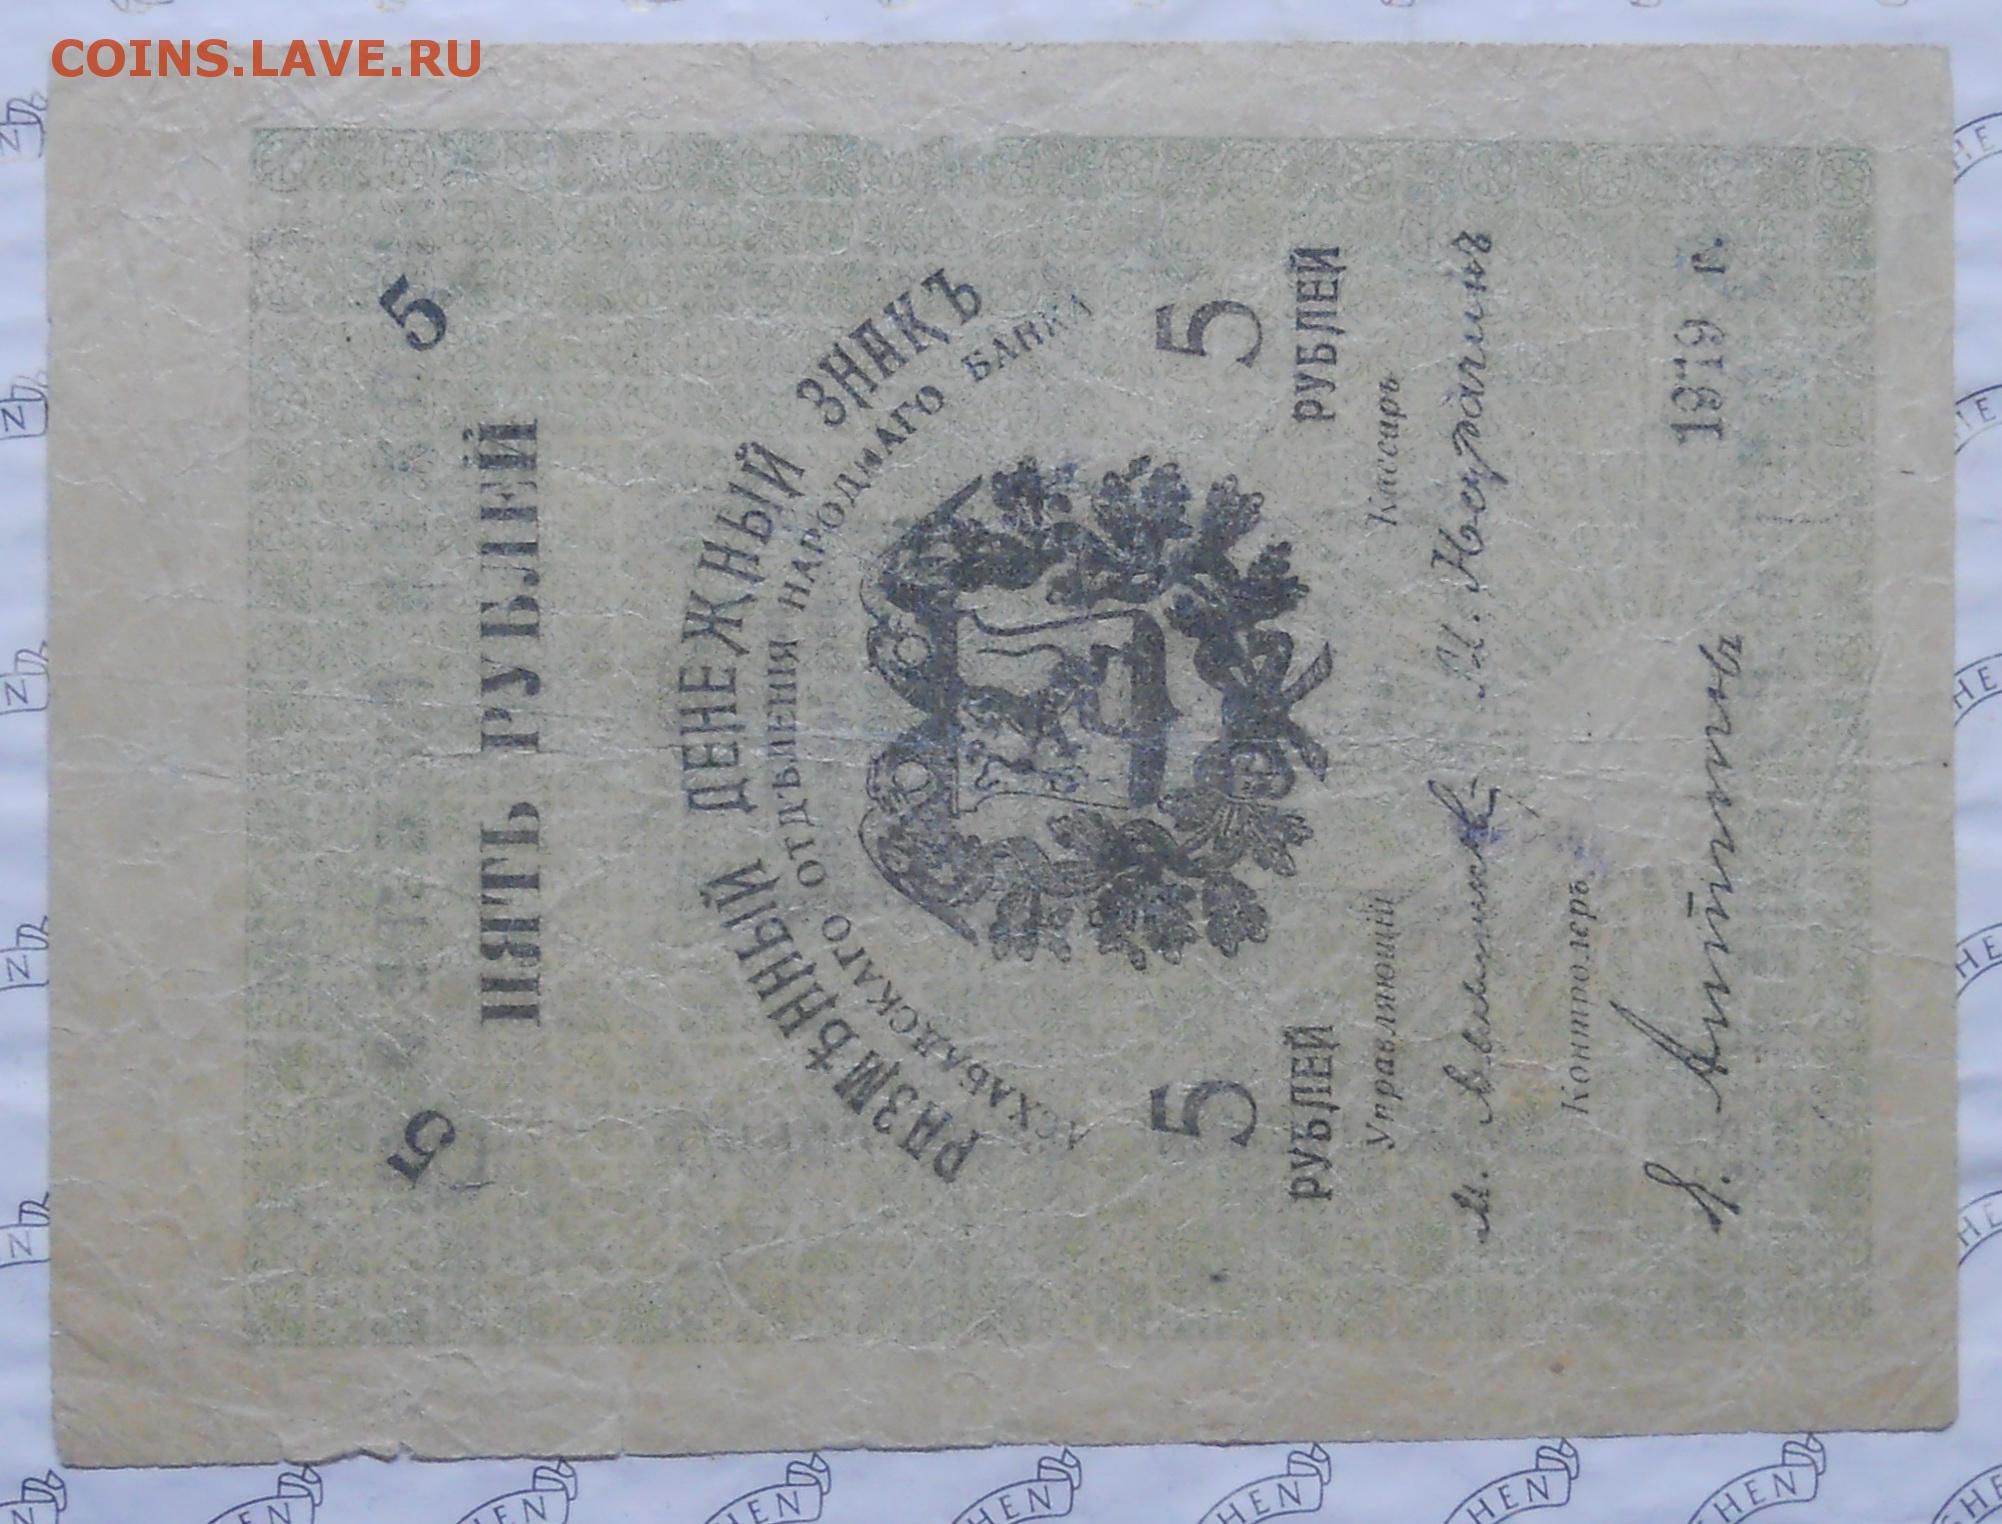 COINS.LAVE.RU
5 5
ПЯТЬ РУБЛЕЙ
РАЗМѢННЫЙ ДЕНЕЖНЫЙ ЗНАКЪ
АСХАБАДСКАГО ОТДѢЛЕНІЯ НАРОДНАГО БАНКА
5 5
РУБЛЕЙ РУБЛЕЙ
Управляющій Кассиръ
М. М.
Контролеръ
1919 г.
SHEN